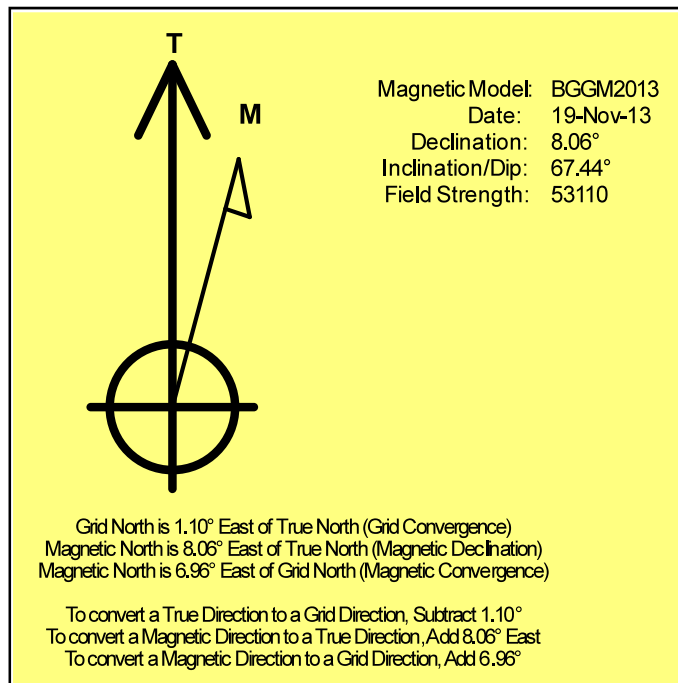 T
M
Magnetic Model: BGGM2013
Date: 19-Nov-13
Declination: 8.06°
Inclination/Dip: 67.44°
Field Strength: 53110
Grid North is 1.10° East of True North (Grid Convergence)
Magnetic North is 8.06° East of True North (Magnetic Declination)
Magnetic North is 6.96° East of Grid North (Magnetic Convergence)
To convert a True Direction to a Grid Direction, Subtract 1.10°
To convert a Magnetic Direction to a True Direction, Add 8.06° East
To convert a Magnetic Direction to a Grid Direction, Add 6.96°